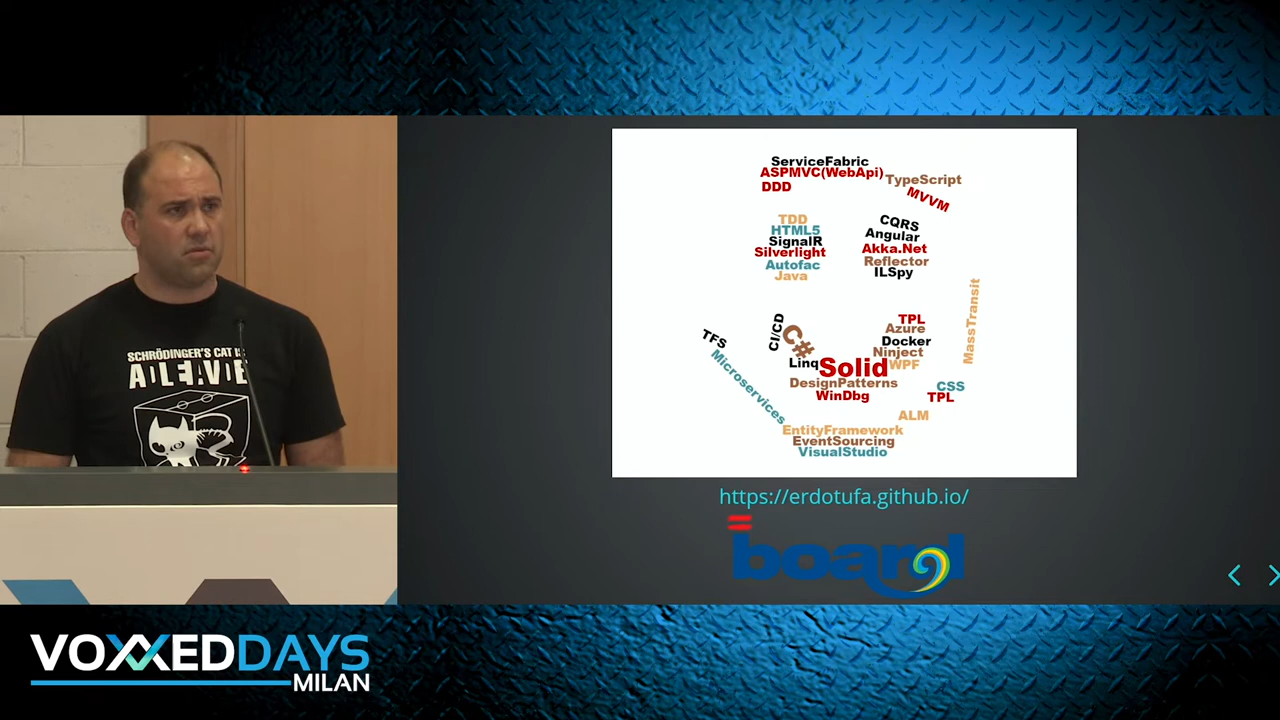 SCHRÖDINGER'S CAT IS
ServiceFabric
ASPMVC(WebApi)
TypeScript
DDD
MVVM
TDD
HTML5
SignalR
Silverlight
Autofac
Java
CQRS
Angular
Akka.Net
Reflector
ILSpy
MassTransit
TFS
CI/CD
C#
Linq
Solid
TPL
Azure
Docker
Ninject
WPF
Microservices
DesignPatterns
WinDbg
CSS
TPL
ALM
EntityFramework
EventSourcing
VisualStudio
https://erdotufa.github.io/
board
VOXXEDDAYS
MILAN